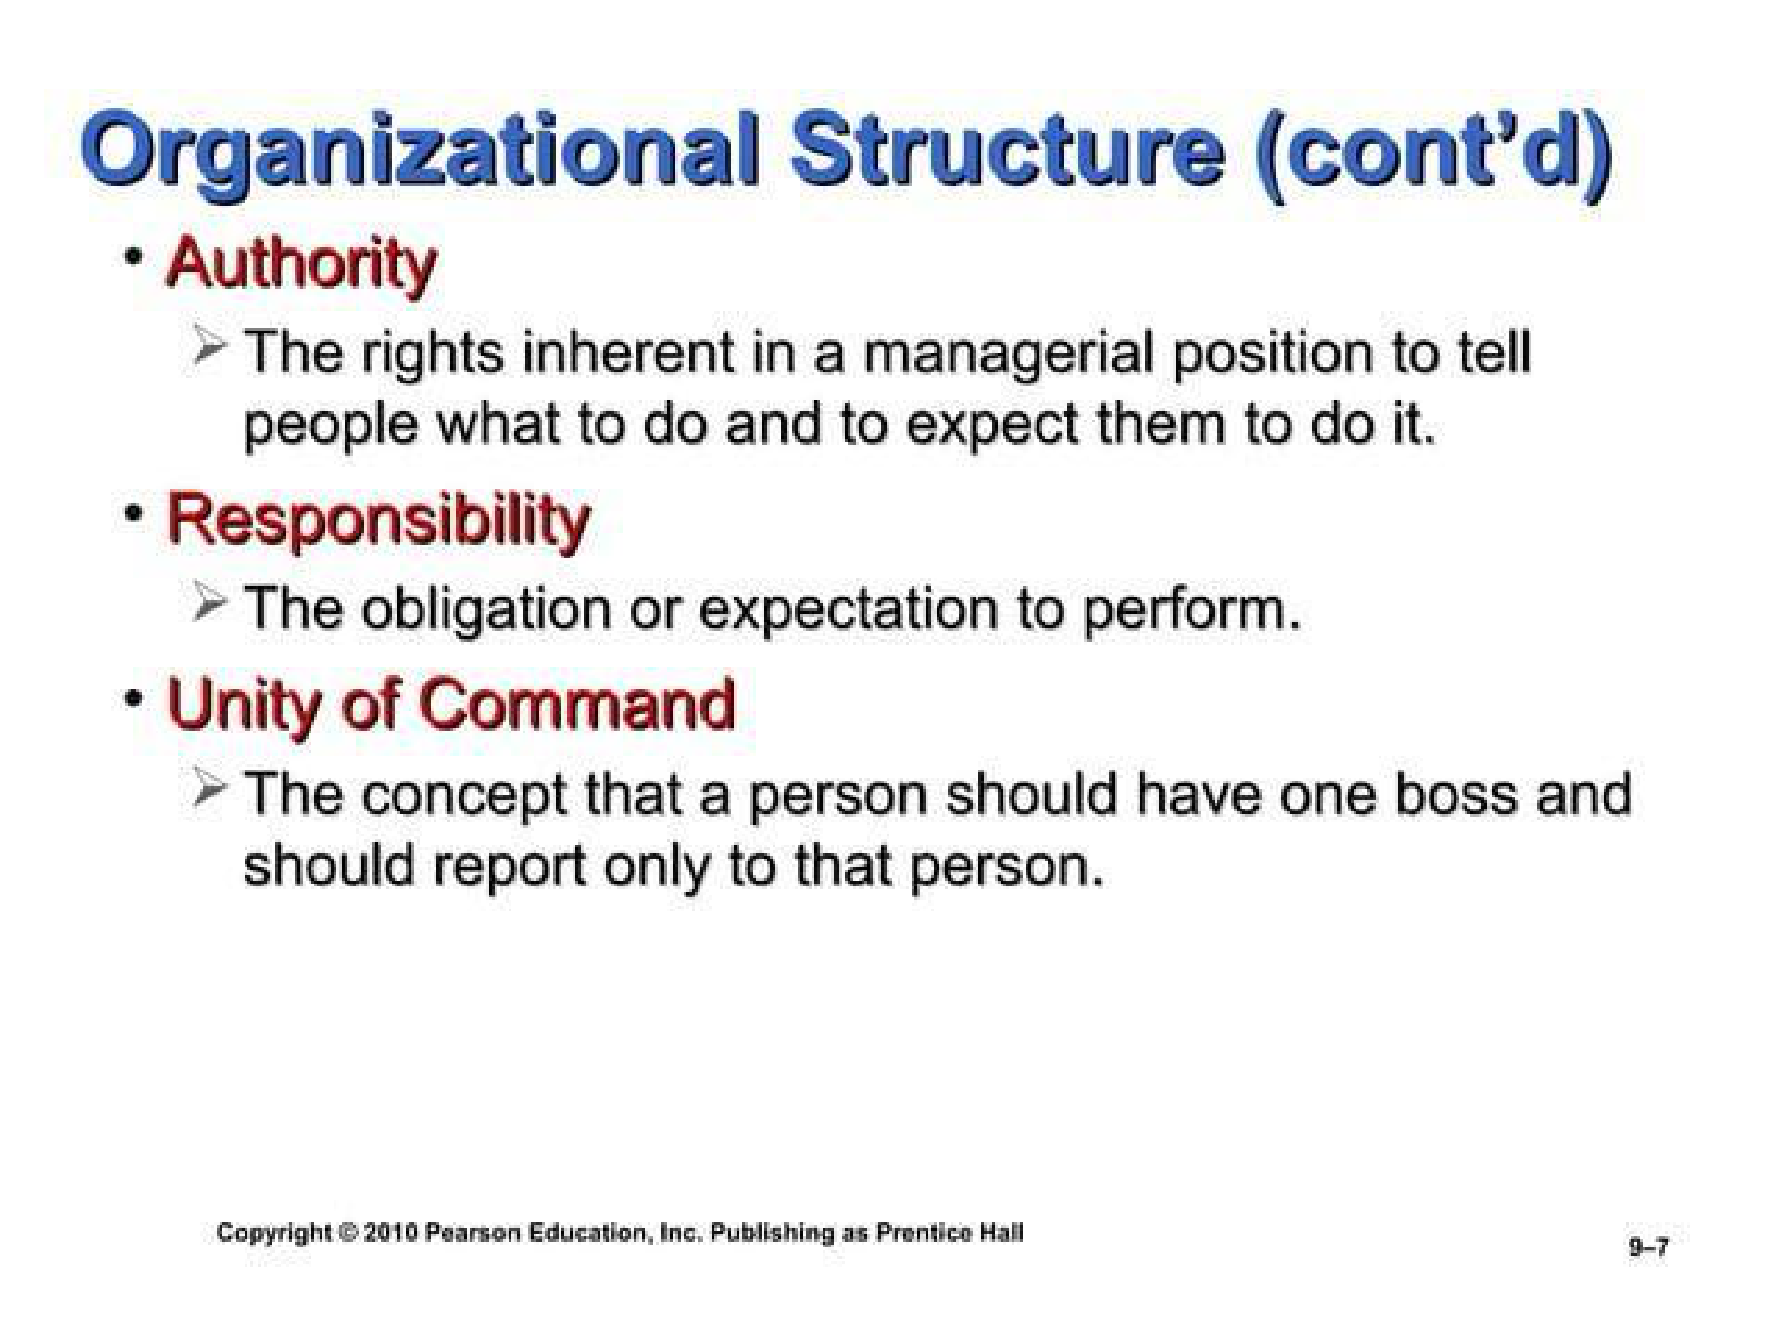 Organizational Structure (cont’d)
• Authority
➢ The rights inherent in a managerial position to tell
people what to do and to expect them to do it.
• Responsibility
➢ The obligation or expectation to perform.
• Unity of Command
➢ The concept that a person should have one boss and
should report only to that person.
Copyright © 2010 Pearson Education, Inc. Publishing as Prentice Hall
9–7